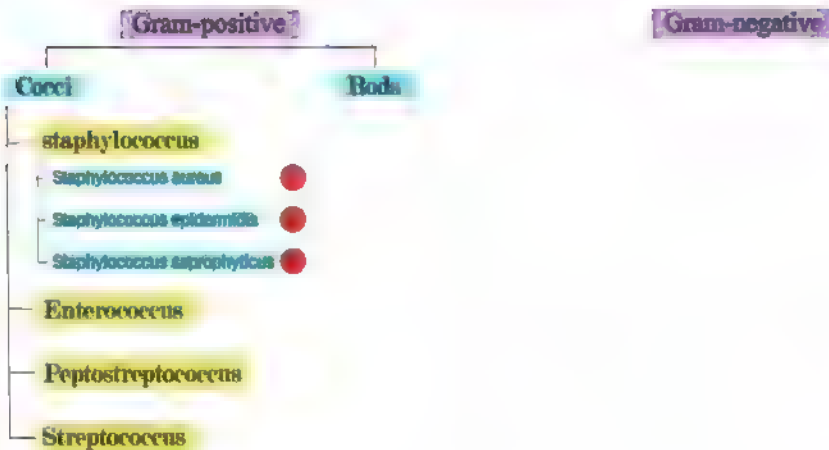 Gram-positive
Gram-negative
Cocci
Rods
staphylococcus
Staphylococcus aureus
Staphylococcus epidermidis
Staphylococcus saprophyticus
Enterococcus
Peptostreptococcus
Streptococcus